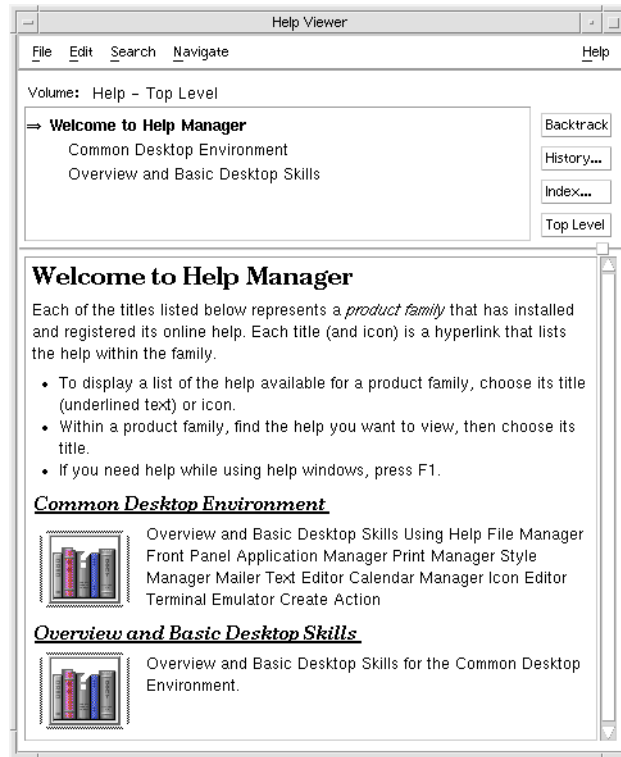 Help Viewer
File Edit Search Navigate Help
Volume: Help – Top Level
⇒ Welcome to Help Manager
Common Desktop Environment
Overview and Basic Desktop Skills
Backtrack
History...
Index...
Top Level
Welcome to Help Manager
Each of the titles listed below represents a product family that has installed
and registered its online help. Each title (and icon) is a hyperlink that lists
the help within the family.
• To display a list of the help available for a product family, choose its title
(underlined text) or icon.
• Within a product family, find the help you want to view, then choose its
title.
• If you need help while using help windows, press F1.
Common Desktop Environment
Overview and Basic Desktop Skills Using Help File Manager
Front Panel Application Manager Print Manager Style
Manager Mailer Text Editor Calendar Manager Icon Editor
Terminal Emulator Create Action
Overview and Basic Desktop Skills
Overview and Basic Desktop Skills for the Common Desktop
Environment.